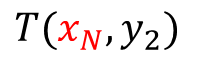 T(x_N, y_2)